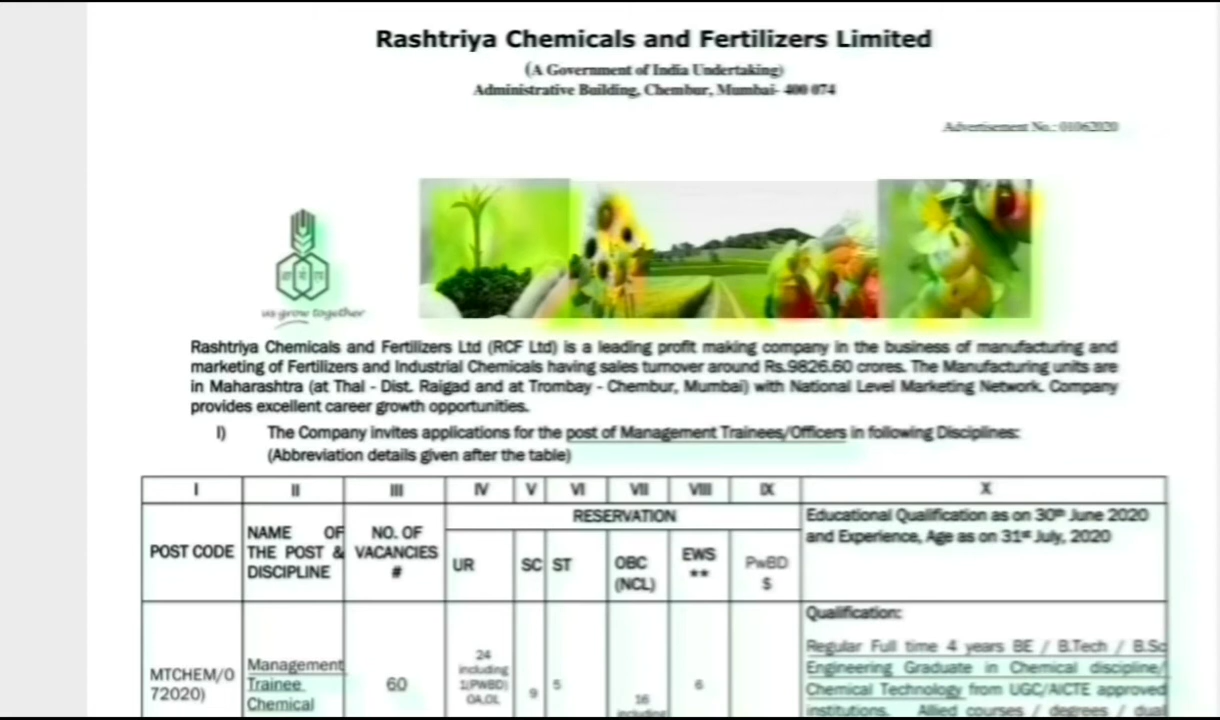 Rashtriya Chemicals and Fertilizers Limited
(A Government of India Undertaking)
Administrative Building, Chembur, Mumbai- 400 074
Advertisement No.: 01062020
us grow together
Rashtriya Chemicals and Fertilizers Ltd (RCF Ltd) is a leading profit making company in the business of manufacturing and
marketing of Fertilizers and Industrial Chemicals having sales turnover around Rs.9826.60 crores. The Manufacturing units are
in Maharashtra (at Thal - Dist. Raigad and at Trombay - Chembur, Mumbai) with National Level Marketing Network. Company
provides excellent career growth opportunities.
I) The Company invites applications for the post of Management Trainees/Officers in following Disciplines:
(Abbreviation details given after the table)
I II III IV V VI VII VIII IX X
RESERVATION
POST CODE
NAME OF
THE POST &
DISCIPLINE
NO. OF
VACANCIES
#
UR
SC
ST
OBC
(NCL)
EWS
**
PwBD
$
Educational Qualification as on 30th June 2020
and Experience, Age as on 31st July, 2020
MTCHEM/0
72020)
Management
Trainee
Chemical
60
24
including
1(PWBD)
OA,OL
9
5
16
including
6
Qualification:
Regular Full time 4 years BE / B.Tech / B.Sc
Engineering Graduate in Chemical discipline/
Chemical Technology from UGC/AICTE approved
institutions. Allied courses / degrees / dual